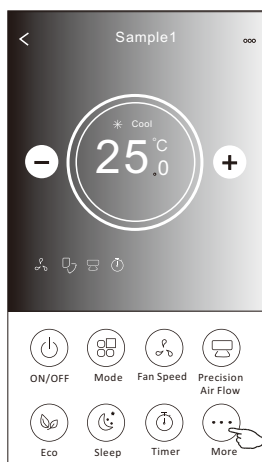 Sample1
Cool
25.0°C
ON/OFF
Mode
Fan Speed
Precision
Air Flow
Eco
Sleep
Timer
More